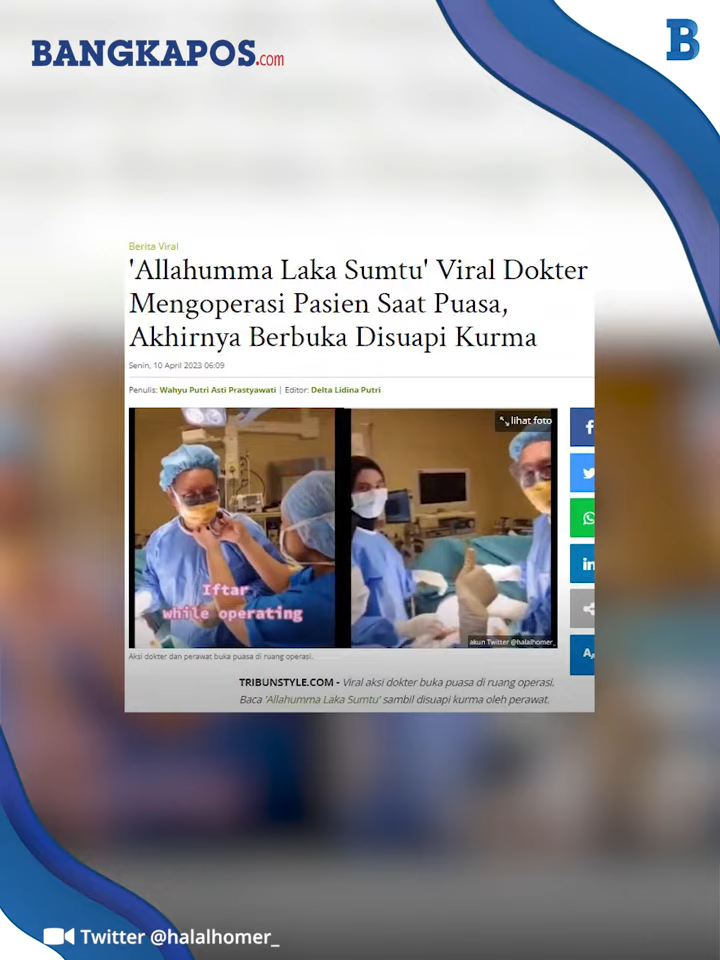 BANGKAPOS.com
B
Berita Viral
'Allahumma Laka Sumtu' Viral Dokter
Mengoperasi Pasien Saat Puasa,
Akhirnya Berbuka Disuapi Kurma
Senin, 10 April 2023 06:09
Penulis: Wahyu Putri Asti Prastyawati | Editor: Delta Lidina Putri
lihat foto
Iftar
while operating
akun Twitter @halalhomer_
Aksi dokter dan perawat buka puasa di ruang operasi.
TRIBUNSTYLE.COM - Viral aksi dokter buka puasa di ruang operasi.
Baca 'Allahumma Laka Sumtu' sambil disuapi kurma oleh perawat.
Twitter @halalhomer_